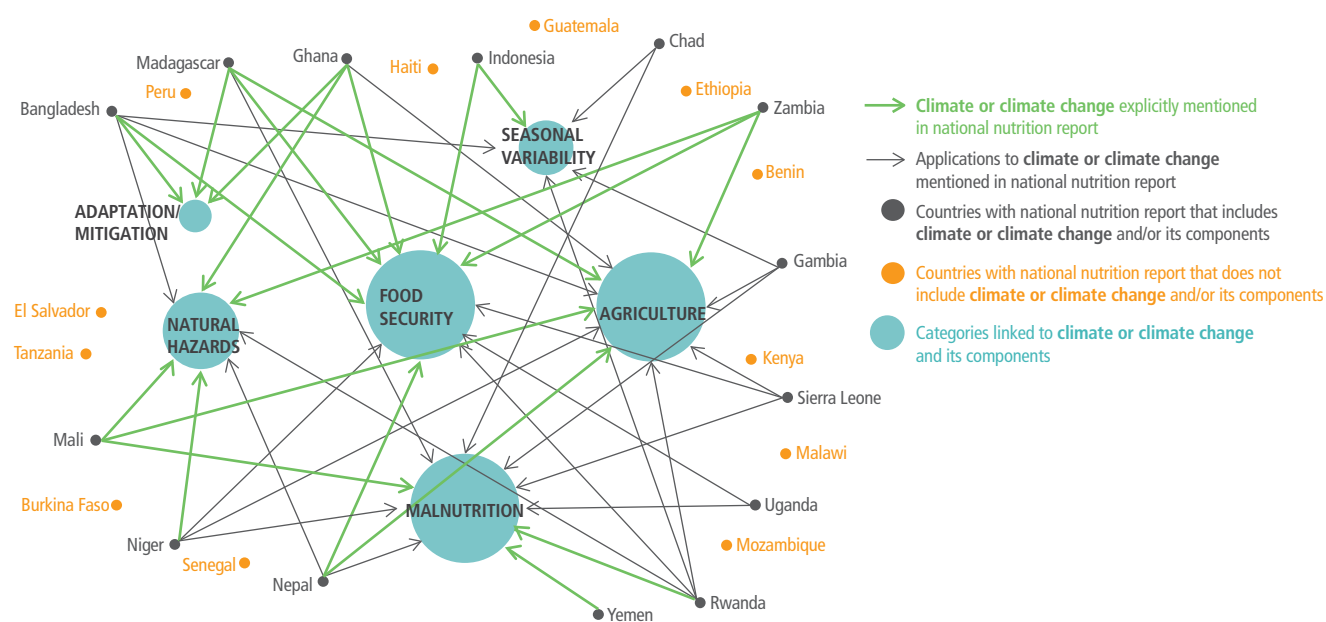 Guatemala
Chad
Ghana
Indonesia
Madagascar
Haiti
Peru
Ethiopia
Bangladesh
Zambia
SEASONAL
VARIABILITY
Benin
ADAPTATION/
MITIGATION
Gambia
El Salvador
FOOD
SECURITY
AGRICULTURE
NATURAL
HAZARDS
Tanzania
Kenya
Sierra Leone
Mali
Malawi
Burkina Faso
MALNUTRITION
Uganda
Niger
Mozambique
Senegal
Nepal
Rwanda
Yemen
Climate or climate change explicitly mentioned
in national nutrition report
Applications to climate or climate change
mentioned in national nutrition report
Countries with national nutrition report that includes
climate or climate change and/or its components
Countries with national nutrition report that does not
include climate or climate change and/or its components
Categories linked to climate or climate change
and its components